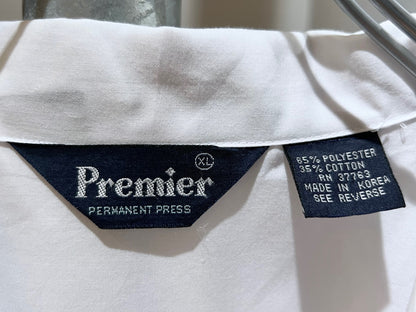 XL
Premier
PERMANENT PRESS
65% POLYESTER
35% COTTON
RN 37763
MADE IN KOREA
SEE REVERSE